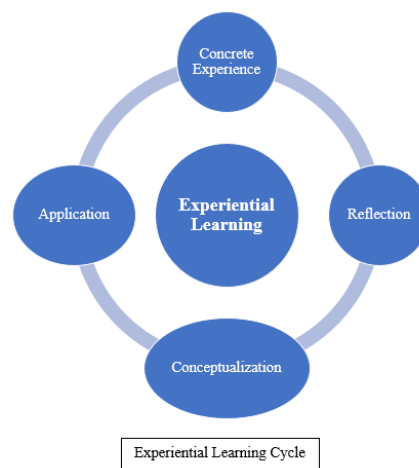 Concrete
Experience
Application
Experiential
Learning
Reflection
Conceptualization
Experiential Learning Cycle